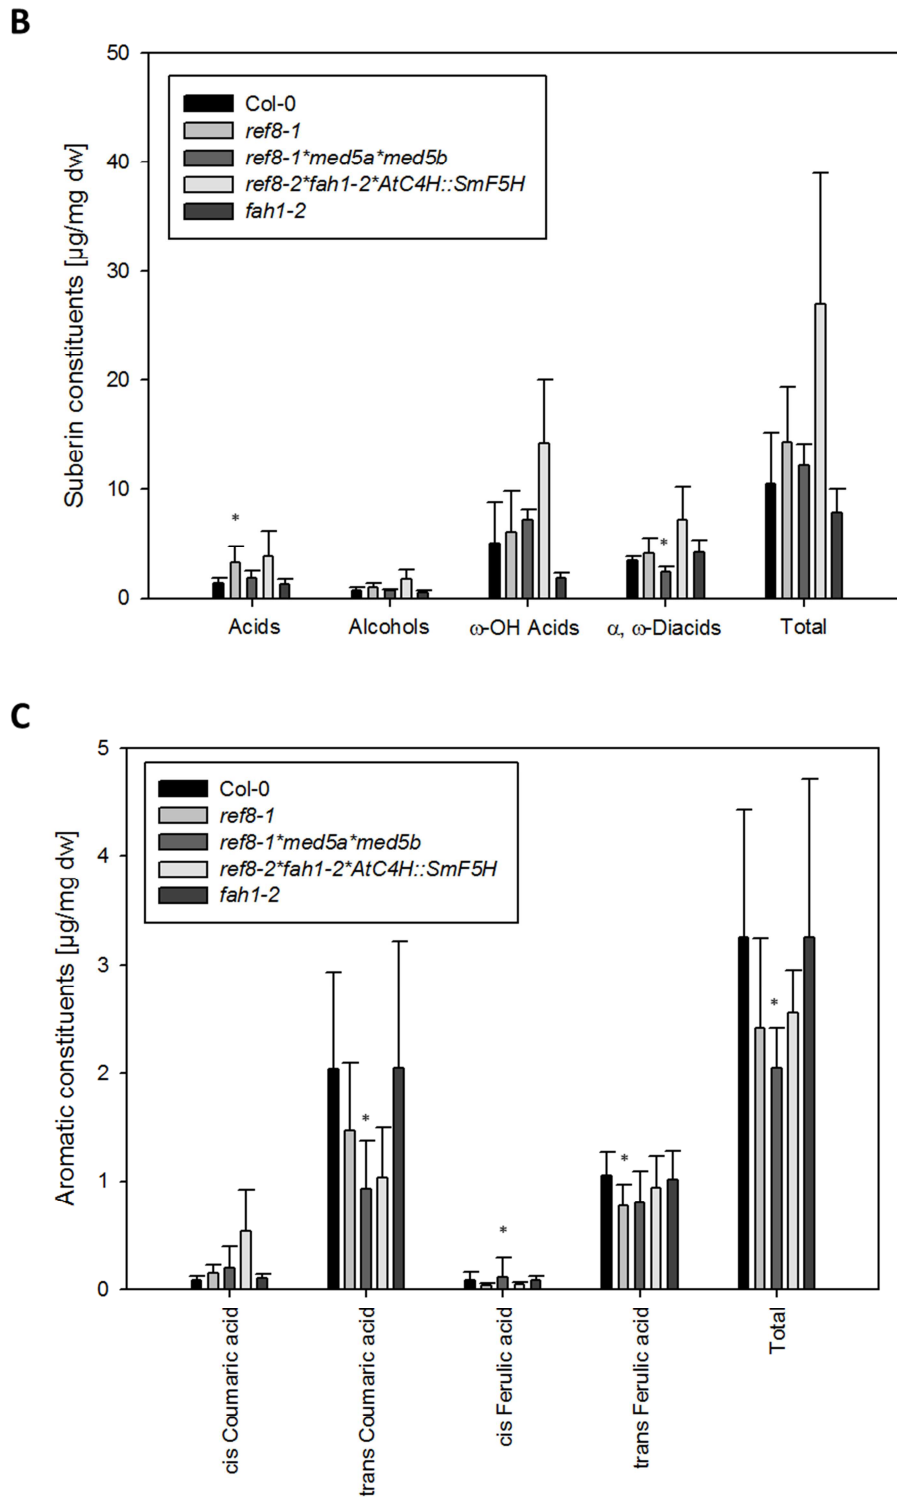 B
Suberin constituents [µg/mg dw]
50
40
30
20
10
0
Col-0
ref8-1
ref8-1*med5a*med5b
ref8-2*fah1-2*AtC4H::SmF5H
fah1-2
*
*
Acids
Alcohols
ω-OH Acids
α, ω-Diacids
Total
C
Aromatic constituents [µg/mg dw]
5
4
3
2
1
0
Col-0
ref8-1
ref8-1*med5a*med5b
ref8-2*fah1-2*AtC4H::SmF5H
fah1-2
*
*
*
*
cis Coumaric acid
trans Coumaric acid
cis Ferulic acid
trans Ferulic acid
Total